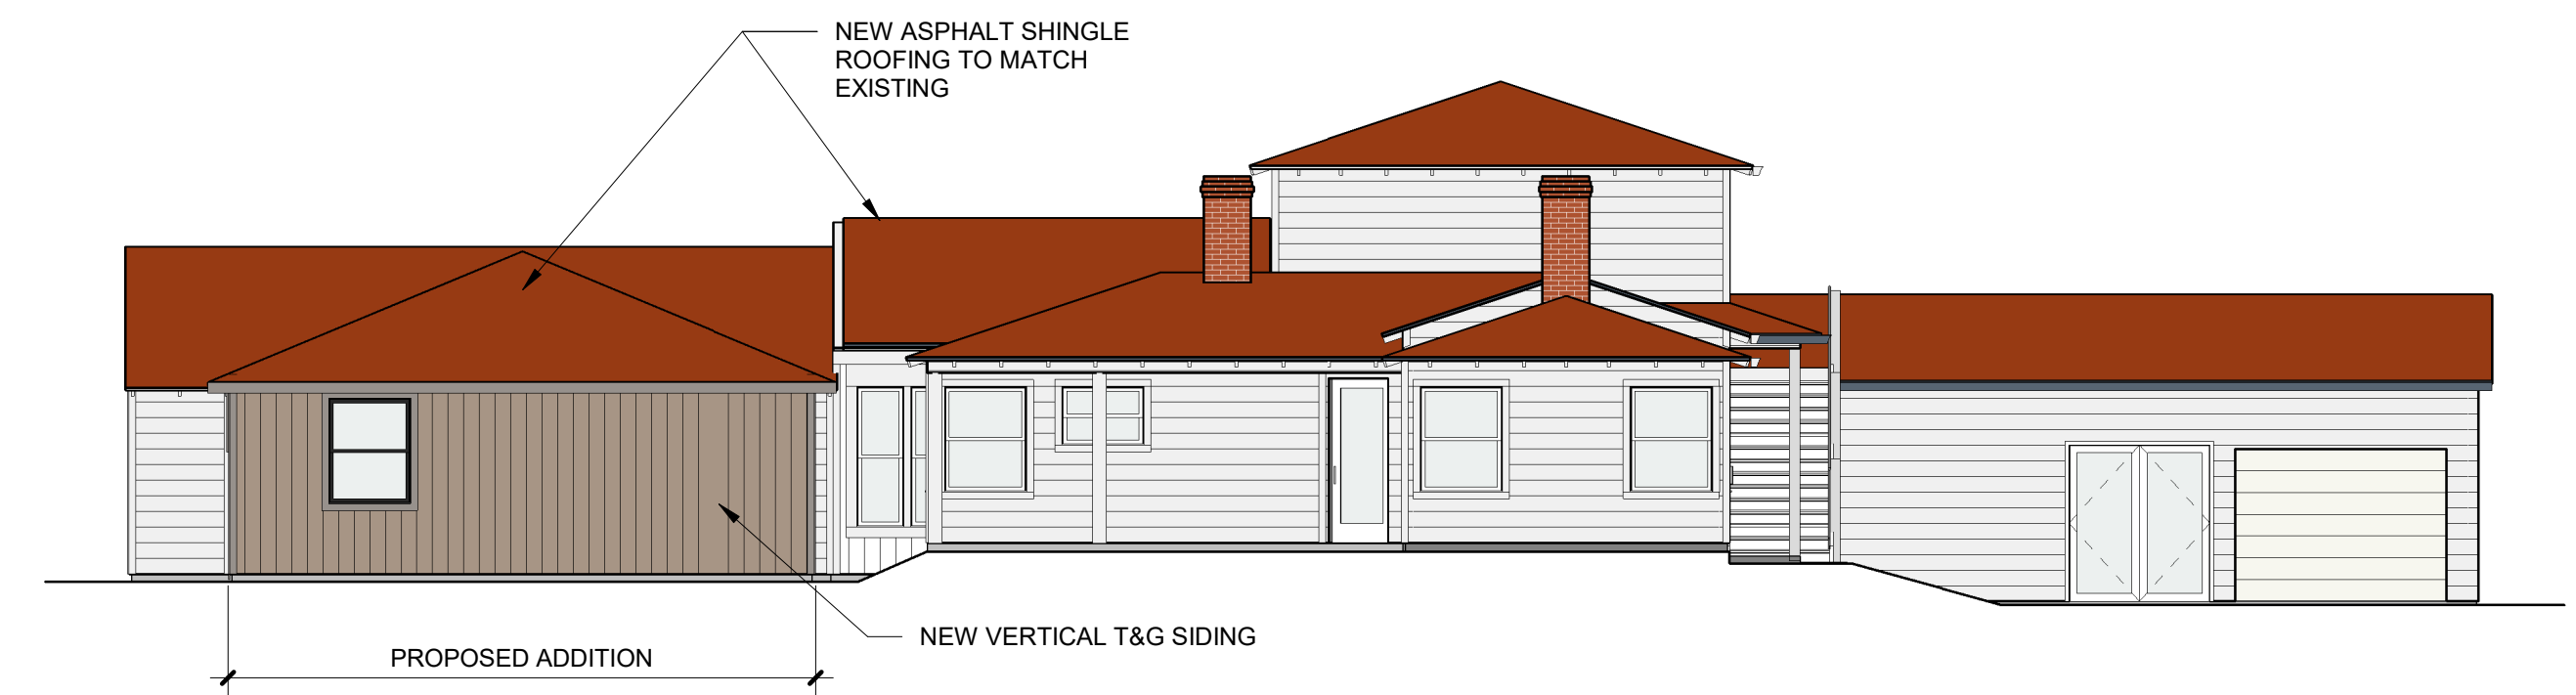 NEW ASPHALT SHINGLE
ROOFING TO MATCH
EXISTING
NEW VERTICAL T&G SIDING
PROPOSED ADDITION